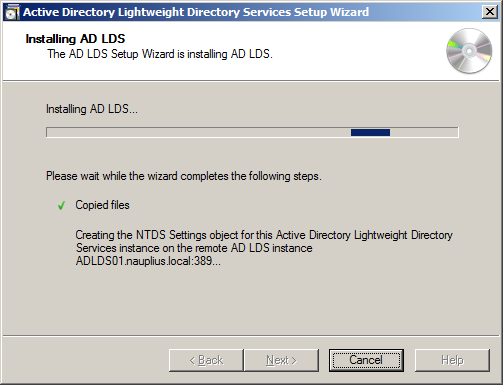 Active Directory Lightweight Directory Services Setup Wizard
Installing AD LDS
The AD LDS Setup Wizard is installing AD LDS.
Installing AD LDS...
Please wait while the wizard completes the following steps.
Copied files
Creating the NTDS Settings object for this Active Directory Lightweight Directory
Services instance on the remote AD LDS instance
ADLDS01.nauplius.local:389...
< Back
Next >
Cancel
Help